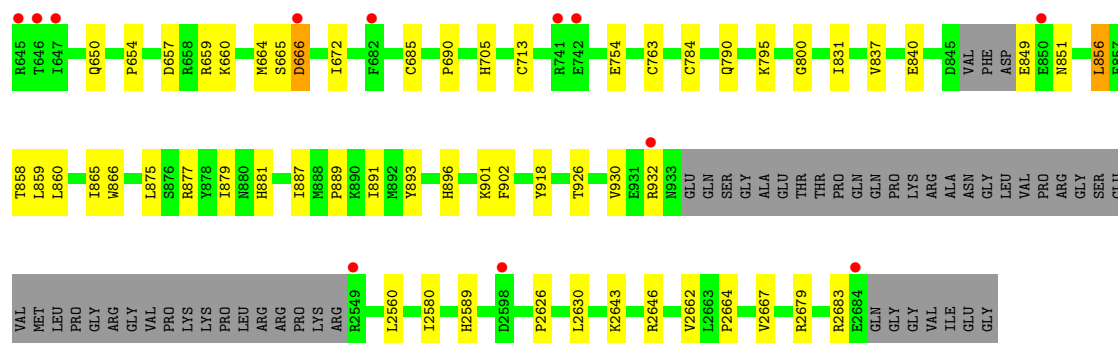 R645 T646 I647 Q650 P654 D657 R658 R659 K660 M664 S665 D666 I672 F682 C685 P690 H705 C713 R741 E742 E754 C763 C784 Q790 K795 G800 I831 V837 E840 D845 VAL PHE ASP E849 E850 N851 L856 E857
T858 L859 L860 I865 W866 L875 S876 R877 Y878 I879 N880 H881 I887 M888 P889 K890 I891 M892 Y893 H896 K901 F902 Y918 T926 V930 E931 R932 N933 GLU GLN SER GLY ALA GLU THR THR PRO GLN GLN PRO LYS ARG ALA ASN GLY LEU VAL PRO ARG GLY SER GLU
VAL MET LEU PRO GLY ARG GLY VAL PRO LYS LYS PRO LEU ARG ARG PRO LYS ARG R2549 L2560 I2580 H2589 D2598 P2626 L2630 K2643 R2646 V2662 L2663 P2664 V2667 R2679 R2683 E2684 GLN GLY GLY VAL ILE GLU GLY